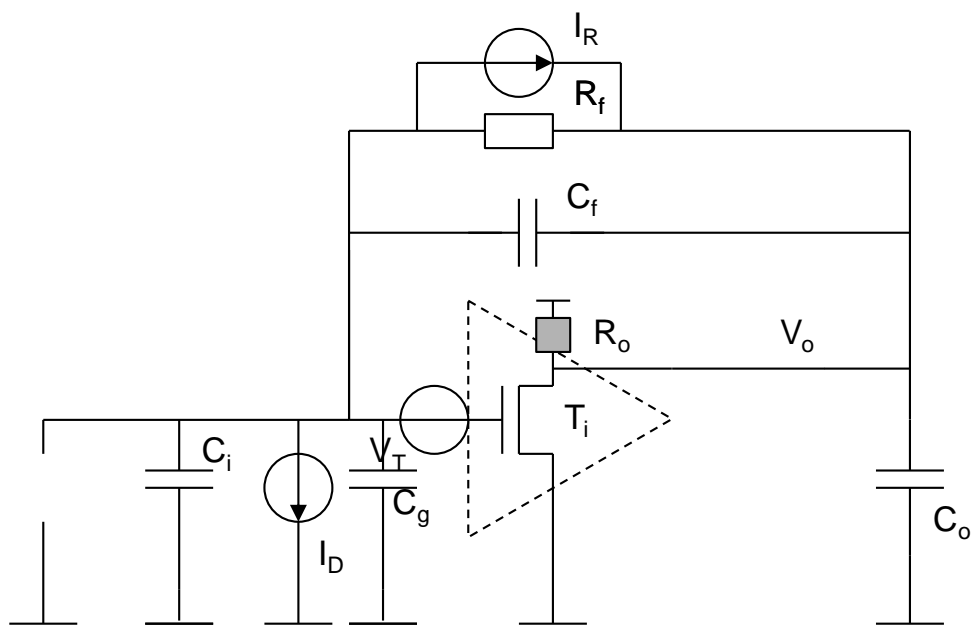 I_R
R_f
C_f
R_o
V_o
T_i
C_i
V_T
C_g
C_o
I_D